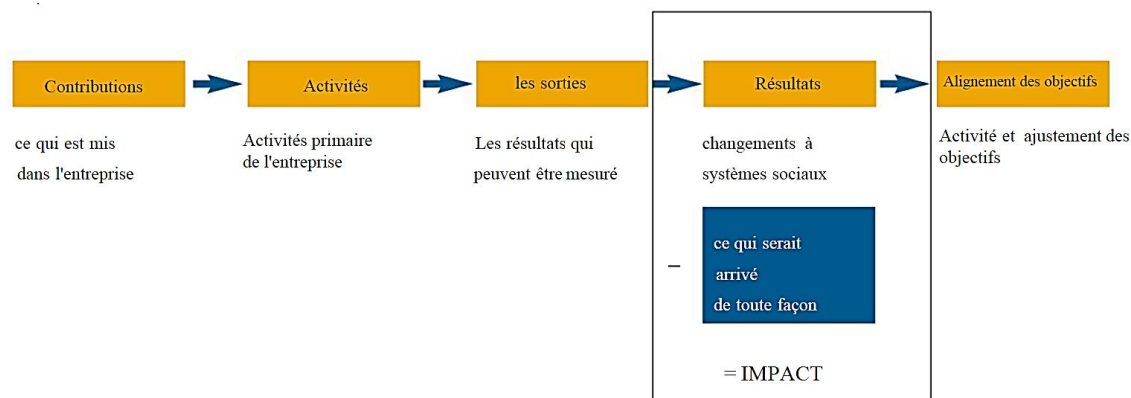 Contributions
Activités
les sorties
Résultats
Alignement des objectifs
ce qui est mis
dans l'entreprise
Activités primaire
de l'entreprise
Les résultats qui
peuvent être mesuré
changements à
systèmes sociaux
Activité et ajustement des
objectifs
–
ce qui serait
arrivé
de toute façon
= IMPACT